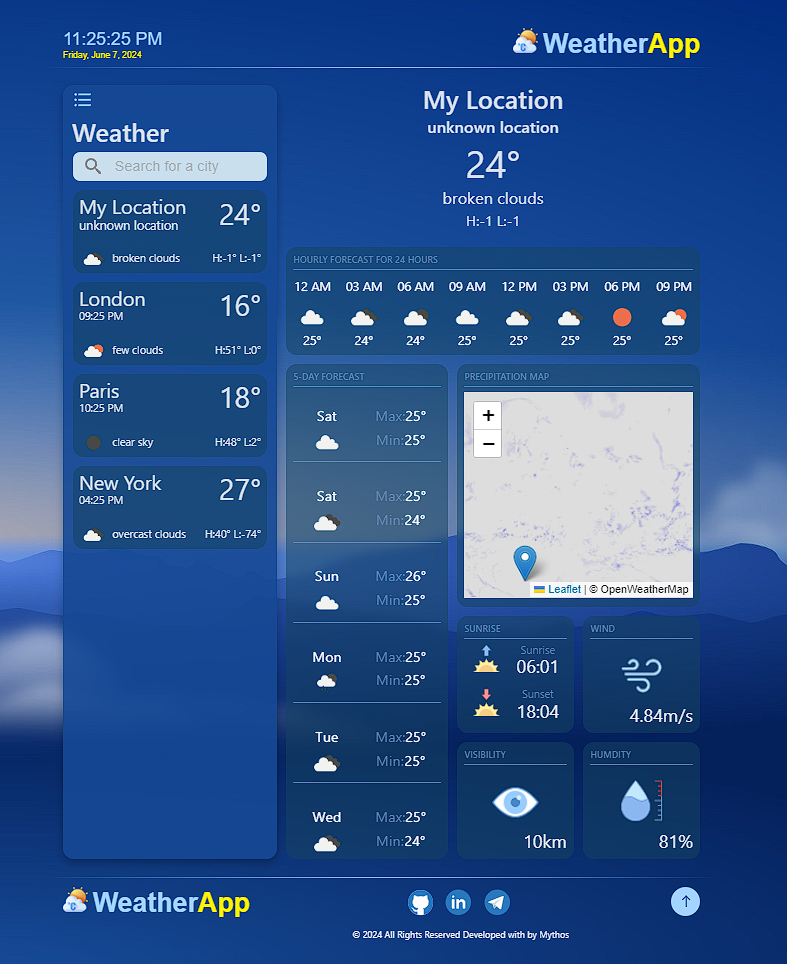 11:25:25 PM
Friday, June 7, 2024
WeatherApp
Weather
Search for a city
My Location
24°
unknown location
broken clouds H:-1° L:-1°
London
16°
09:25 PM
few clouds H:51° L:0°
Paris
18°
10:25 PM
clear sky H:48° L:2°
New York
27°
04:25 PM
overcast clouds H:40° L:-74°
My Location
unknown location
24°
broken clouds
H:-1 L:-1
HOURLY FORECAST FOR 24 HOURS
12 AM 03 AM 06 AM 09 AM 12 PM 03 PM 06 PM 09 PM
25° 24° 24° 25° 25° 25° 25° 25°
5-DAY FORECAST
Sat Max:25°
Min:25°
Sat Max:25°
Min:24°
Sun Max:26°
Min:25°
Mon Max:25°
Min:25°
Tue Max:25°
Min:25°
Wed Max:25°
Min:24°
PRECIPITATION MAP
+
−
Leaflet | © OpenWeatherMap
SUNRISE
Sunrise
06:01
Sunset
18:04
WIND
4.84m/s
VISIBILITY
10km
HUMDITY
°C
81%
WeatherApp
in
© 2024 All Rights Reserved Developed with by Mythos